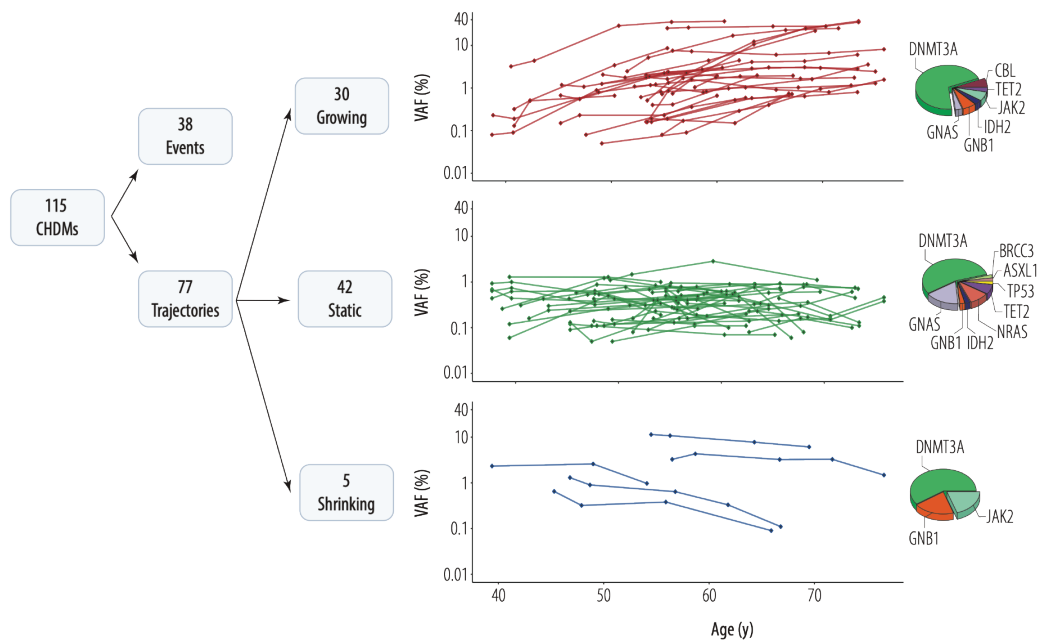 115
CHDMs
38
Events
77
Trajectories
30
Growing
42
Static
5
Shrinking
VAF (%)
40
10
1
0.1
0.01
DNMT3A
CBL
TET2
JAK2
IDH2
GNB1
GNAS
VAF (%)
40
10
1
0.1
0.01
DNMT3A
BRCC3
ASXL1
TP53
TET2
NRAS
IDH2
GNB1
GNAS
VAF (%)
40
10
1
0.1
0.01
DNMT3A
JAK2
GNB1
40 50 60 70
Age (y)